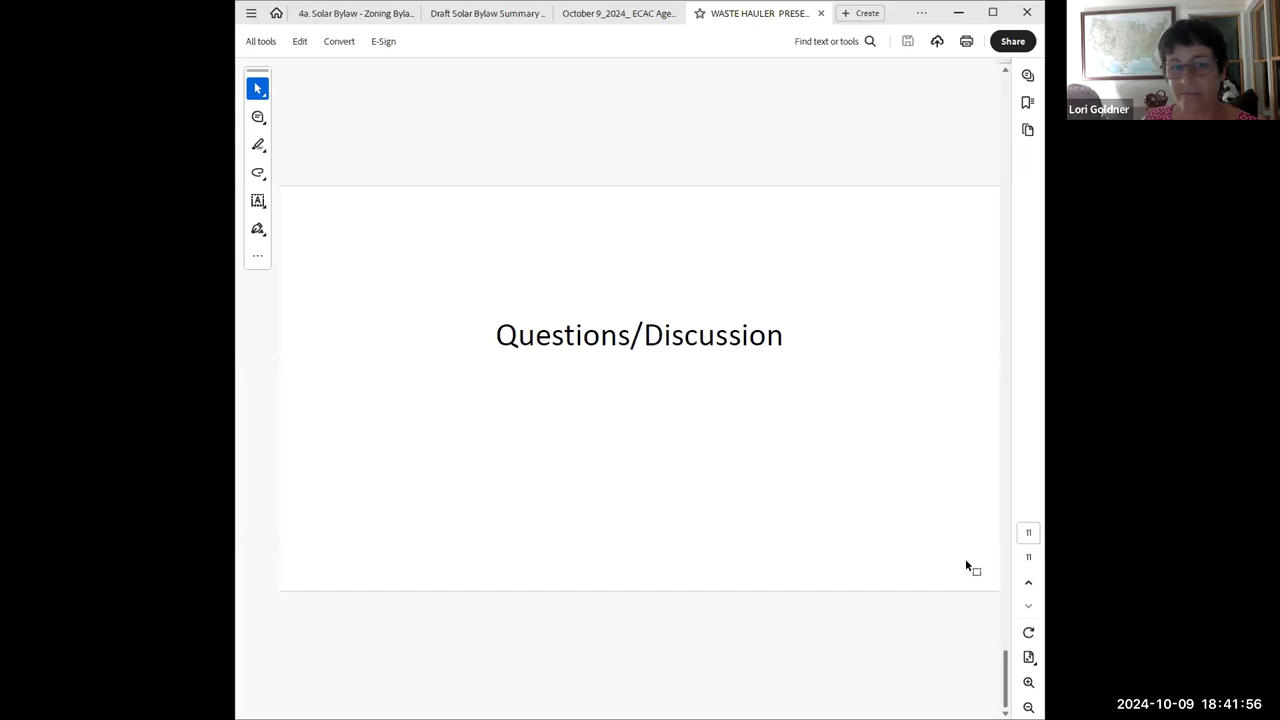 4a. Solar Bylaw - Zoning Byla...
Draft Solar Bylaw Summary ...
October 9_2024_ ECAC Age...
WASTE HAULER PRESE...
Create
All tools
Edit
Convert
E-Sign
Find text or tools
Share
Lori Goldner
Questions/Discussion
11
11
2024-10-09 18:41:56